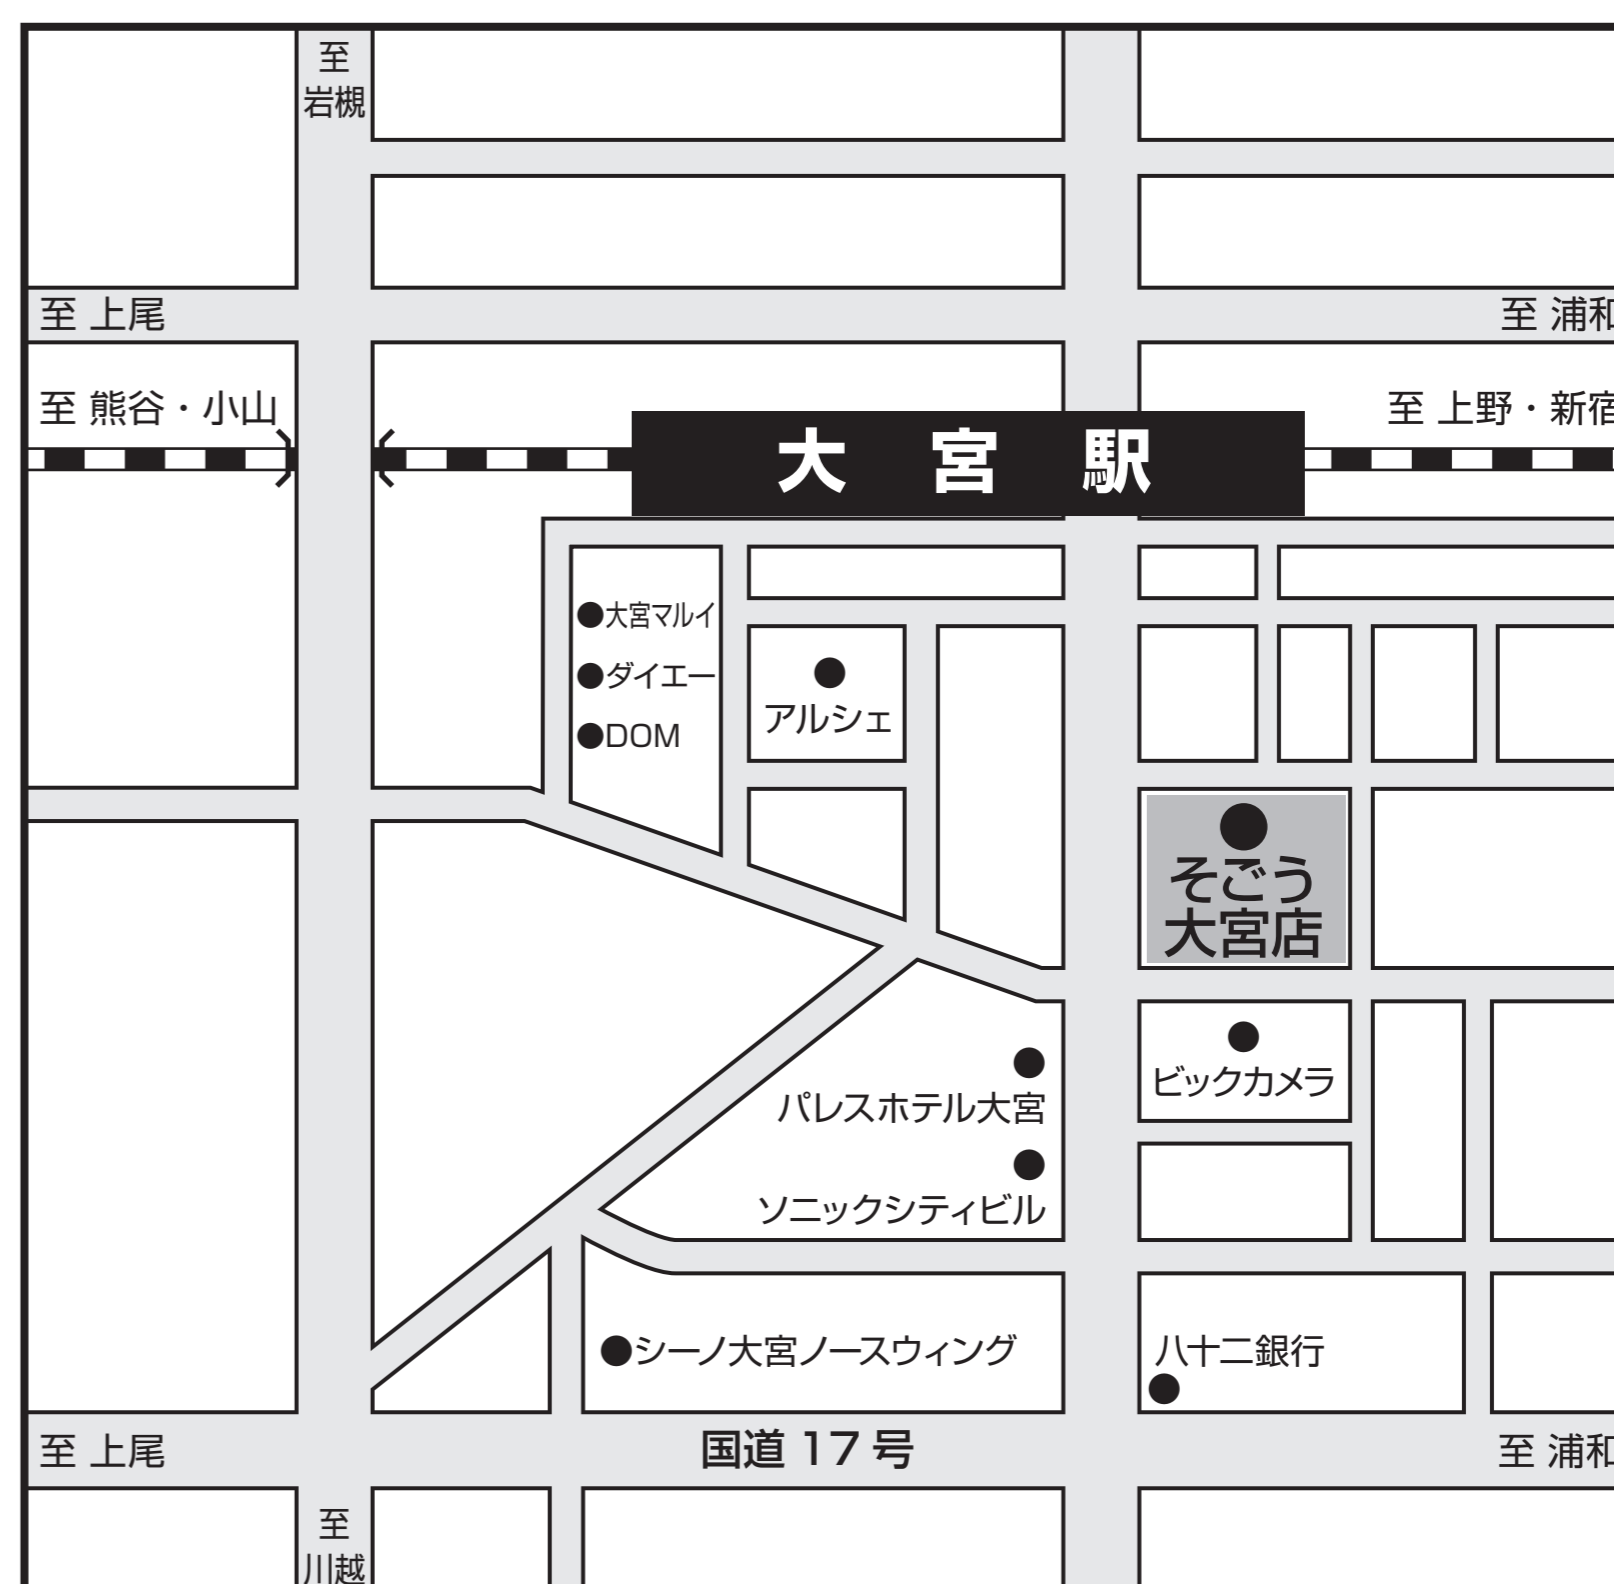 至
岩槻
至 上尾
至 浦和
至 熊谷・小山
至 上野・新宿
大宮駅
●大宮マルイ
●ダイエー
●DOM
アルシェ
そごう
大宮店
ビックカメラ
パレスホテル大宮
ソニックシティビル
●シーノ大宮ノースウィング
八十二銀行
至 上尾
国道 17 号
至 浦和
至
川越